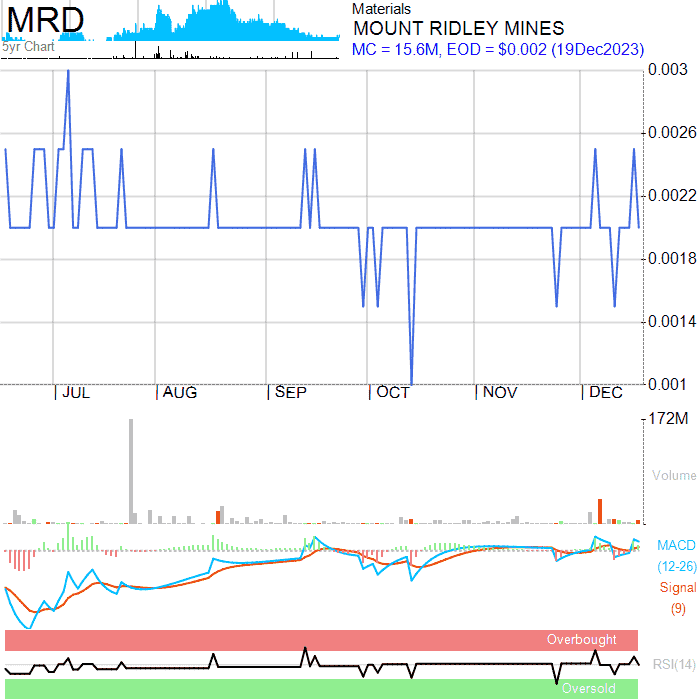 MRD
5yr Chart
Materials
MOUNT RIDLEY MINES
MC = 15.6M, EOD = $0.002 (19Dec2023)
0.003
0.0026
0.0022
0.0018
0.0014
0.001
JUL AUG SEP OCT NOV DEC
172M
Volume
MACD
(12-26)
Signal
(9)
Overbought
RSI(14)
Oversold